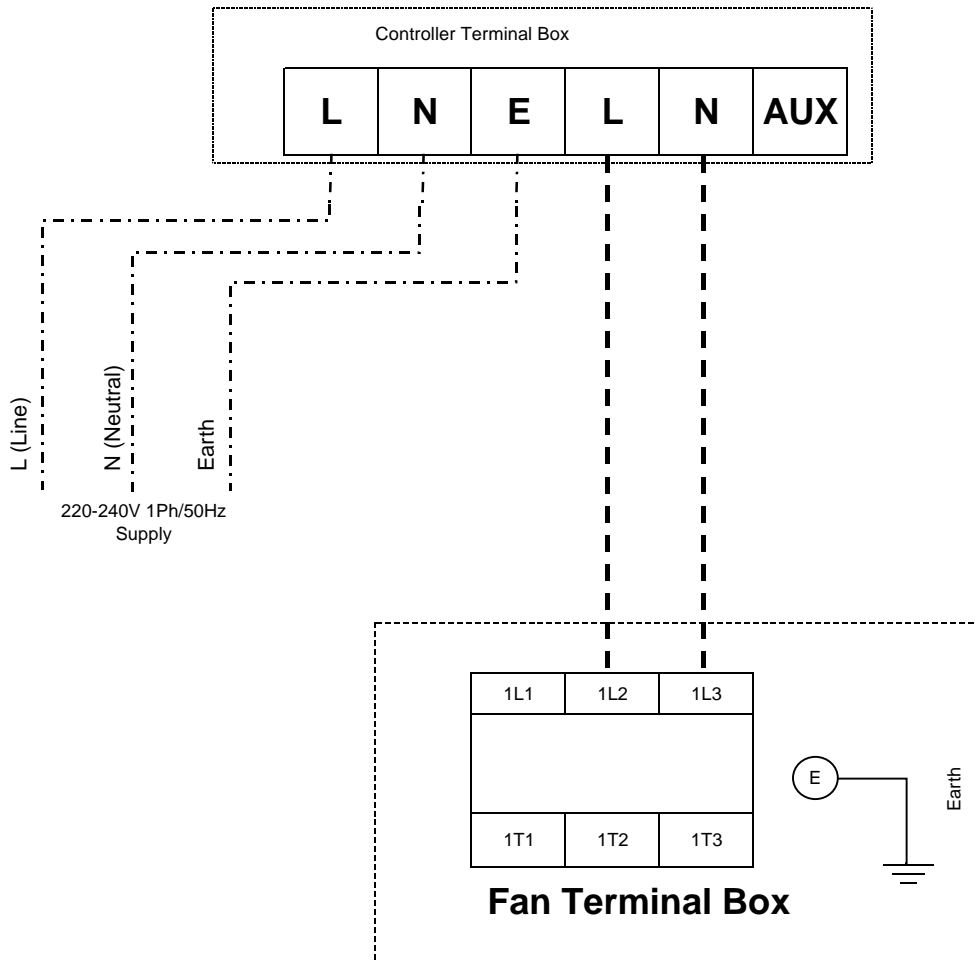 Controller Terminal Box
L N E L N AUX
L (Line)
N (Neutral)
Earth
220-240V 1Ph/50Hz
Supply
1L1 1L2 1L3
E
Earth
1T1 1T2 1T3
Fan Terminal Box